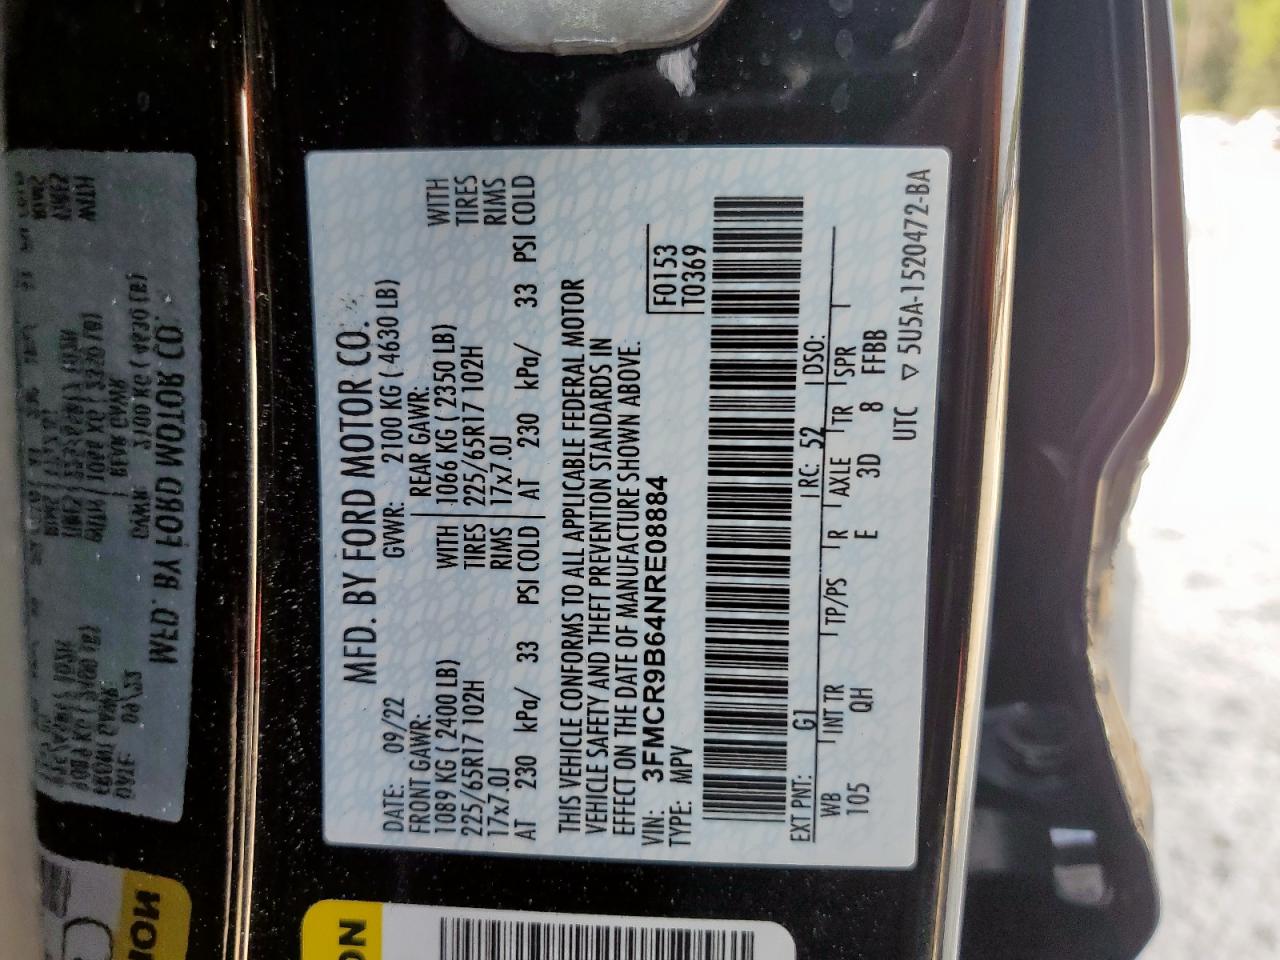 MFD. BY FORD MOTOR CO.
DATE: 09/22 GVWR: 2100 KG ( 4630 LB)
FRONT GAWR: REAR GAWR:
1089 KG ( 2400 LB) WITH 1066 KG ( 2350 LB) WITH
225/65R17 102H TIRES 225/65R17 102H TIRES
17x7.0J RIMS 17x7.0J RIMS
AT 230 kPa/ 33 PSI COLD AT 230 kPa/ 33 PSI COLD
THIS VEHICLE CONFORMS TO ALL APPLICABLE FEDERAL MOTOR
VEHICLE SAFETY AND THEFT PREVENTION STANDARDS IN
EFFECT ON THE DATE OF MANUFACTURE SHOWN ABOVE.
VIN: 3FMCR9B64NRE08884 F0153
TYPE: MPV T0369
EXT PNT: G1 RC: 52 DSO:
WB INT TR TP/PS R AXLE TR SPR
105 QH E 3D 8 FFBB
UTC ▽ 5U5A-1520472-BA